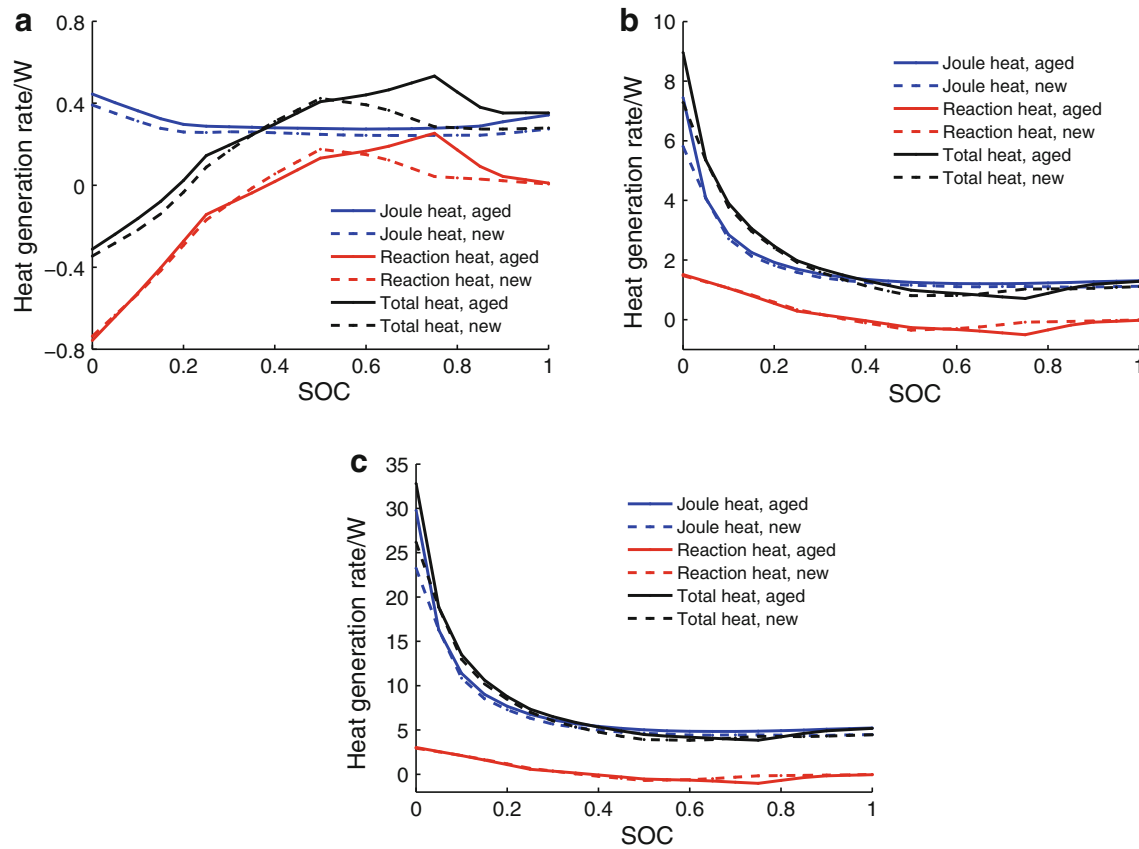 a
Heat generation rate/W
0.8
0.4
0
−0.4
−0.8
0 0.2 0.4 0.6 0.8 1
SOC
Joule heat, aged
Joule heat, new
Reaction heat, aged
Reaction heat, new
Total heat, aged
Total heat, new
b
Heat generation rate/W
10
8
6
4
2
0
0 0.2 0.4 0.6 0.8 1
SOC
Joule heat, aged
Joule heat, new
Reaction heat, aged
Reaction heat, new
Total heat, aged
Total heat, new
c
Heat generation rate/W
35
30
25
20
15
10
5
0
0 0.2 0.4 0.6 0.8 1
SOC
Joule heat, aged
Joule heat, new
Reaction heat, aged
Reaction heat, new
Total heat, aged
Total heat, new